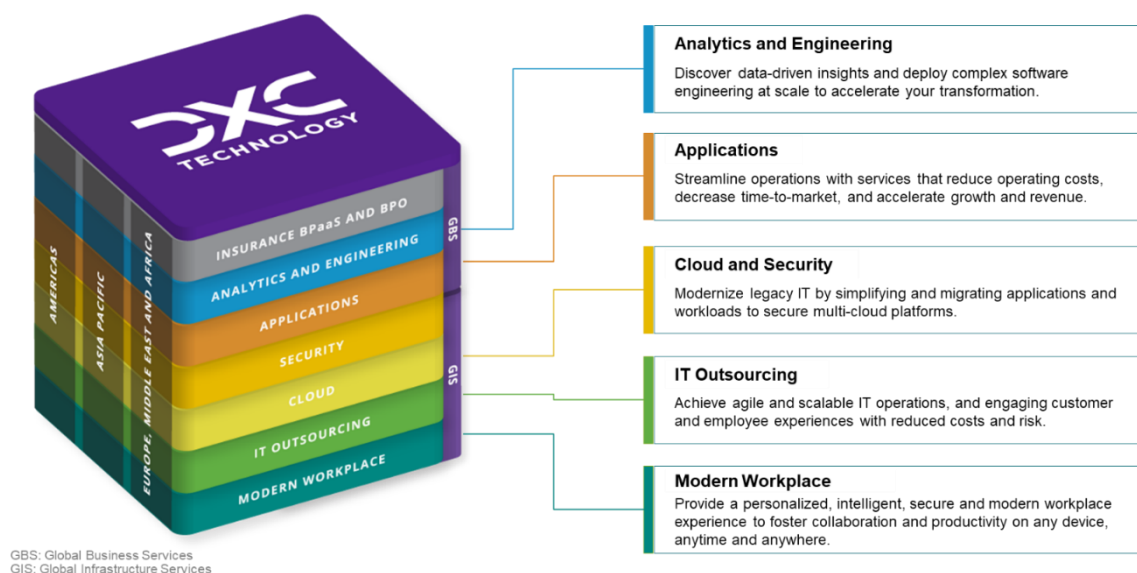 DXC
TECHNOLOGY
INSURANCE BPaaS AND BPO
ANALYTICS AND ENGINEERING
APPLICATIONS
SECURITY
CLOUD
IT OUTSOURCING
MODERN WORKPLACE
GBS
GIS
AMERICAS
ASIA PACIFIC
EUROPE, MIDDLE EAST AND AFRICA
GBS: Global Business Services
GIS: Global Infrastructure Services
Analytics and Engineering
Discover data-driven insights and deploy complex software
engineering at scale to accelerate your transformation.
Applications
Streamline operations with services that reduce operating costs,
decrease time-to-market, and accelerate growth and revenue.
Cloud and Security
Modernize legacy IT by simplifying and migrating applications and
workloads to secure multi-cloud platforms.
IT Outsourcing
Achieve agile and scalable IT operations, and engaging customer
and employee experiences with reduced costs and risk.
Modern Workplace
Provide a personalized, intelligent, secure and modern workplace
experience to foster collaboration and productivity on any device,
anytime and anywhere.